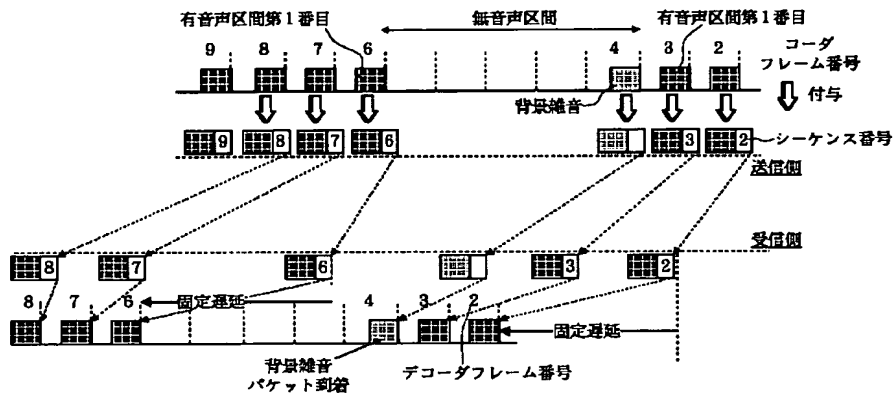 有音声区間第1番目
無音声区間
有音声区間第1番目
9 8 7 6 4 3 2
コーダ
フレーム番号
背景雑音
付与
9 8 7 6 3 2
シーケンス番号
送信側
受信側
8 7 6 3 2
8 7 6 固定遅延 4 3 2
固定遅延
背景雑音
パケット到着
デコーダフレーム番号